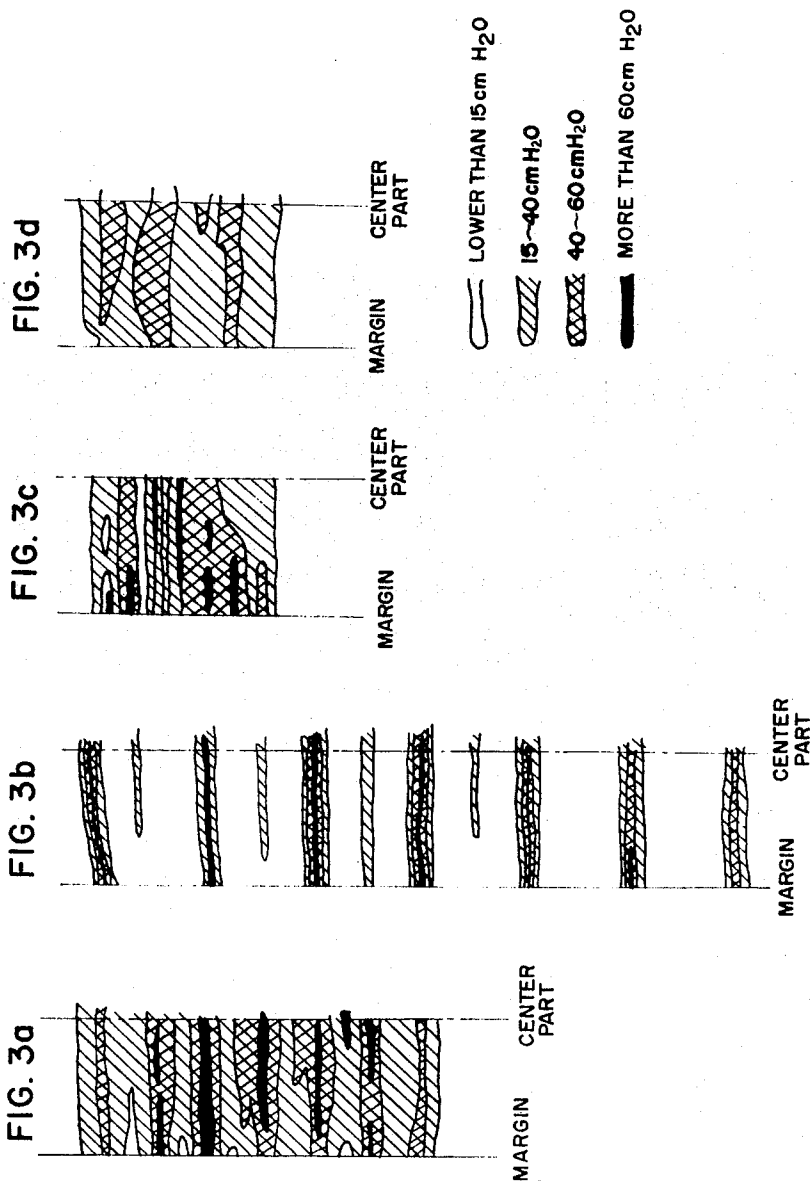 FIG. 3a
MARGIN
CENTER
PART
FIG. 3b
MARGIN
CENTER
PART
FIG. 3c
MARGIN
CENTER
PART
FIG. 3d
MARGIN
CENTER
PART
LOWER THAN 15cm H₂O
15~40cm H₂O
40~60cm H₂O
MORE THAN 60cm H₂O